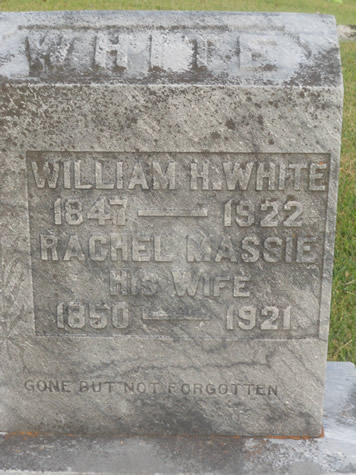 WHITE
WILLIAM H. WHITE
1847 — 1922
RACHEL MASSIE
HIS WIFE
1850 — 1921.
GONE BUT NOT FORGOTTEN